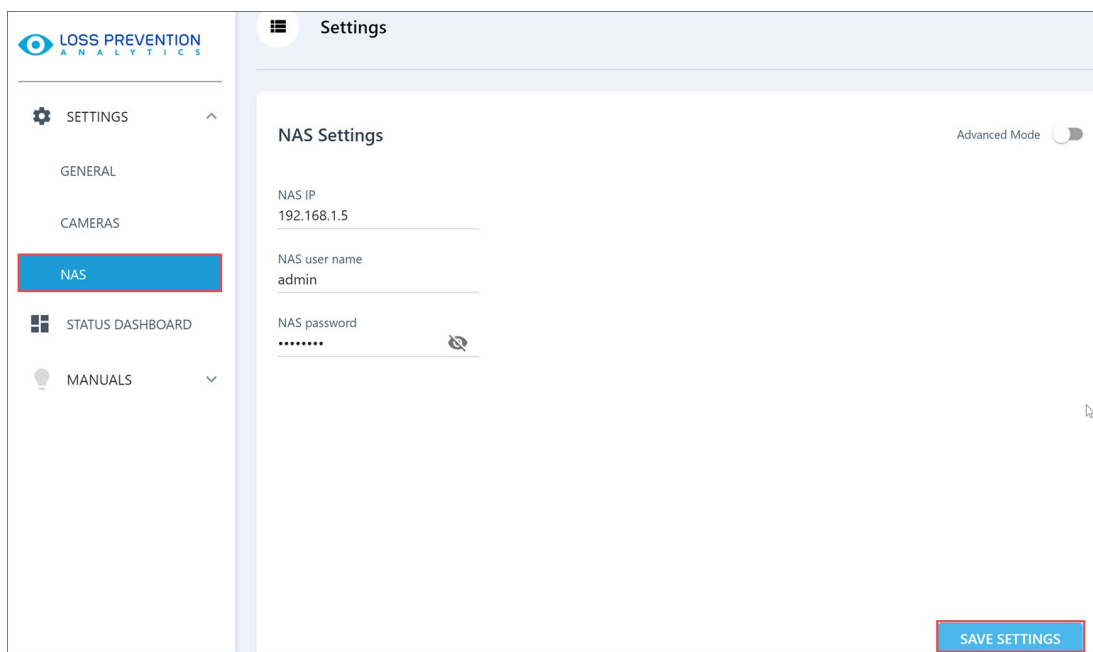 LOSS PREVENTION
ANALYTICS
SETTINGS
GENERAL
CAMERAS
NAS
STATUS DASHBOARD
MANUALS
Settings
NAS Settings
Advanced Mode
NAS IP
192.168.1.5
NAS user name
admin
NAS password
••••••••
SAVE SETTINGS